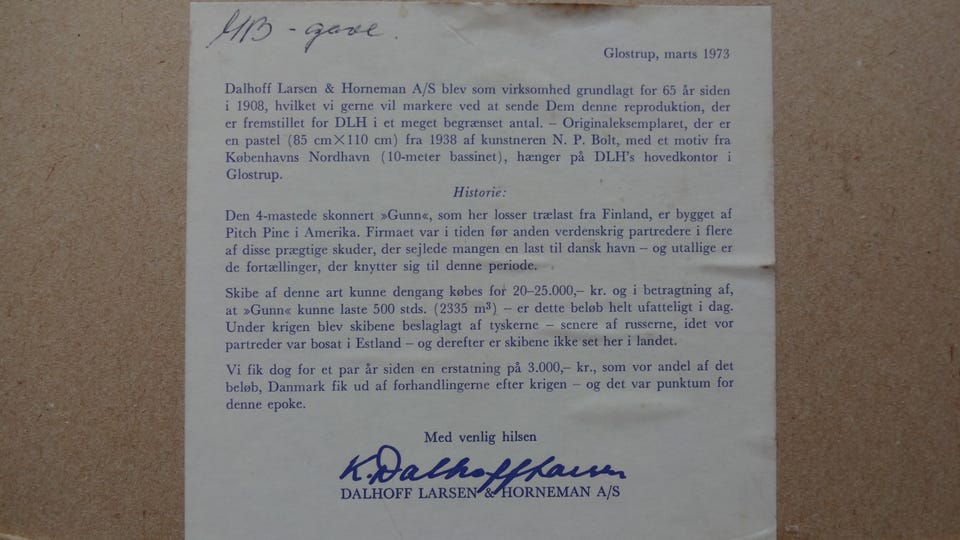 MB - gave.
Glostrup, marts 1973
Dalhoff Larsen & Horneman A/S blev som virksomhed grundlagt for 65 år siden
i 1908, hvilket vi gerne vil markere ved at sende Dem denne reproduktion, der
er fremstillet for DLH i et meget begrænset antal. – Originaleksemplaret, der er
en pastel (85 cm×110 cm) fra 1938 af kunstneren N. P. Bolt, med et motiv fra
Københavns Nordhavn (10-meter bassinet), hænger på DLH's hovedkontor i
Glostrup.
Historie:
Den 4-mastede skonnert »Gunn«, som her losser trælast fra Finland, er bygget af
Pitch Pine i Amerika. Firmaet var i tiden før anden verdenskrig partredere i flere
af disse prægtige skuder, der sejlede mangen en last til dansk havn – og utallige er
de fortællinger, der knytter sig til denne periode.
Skibe af denne art kunne dengang købes for 20–25.000,– kr. og i betragtning af,
at »Gunn« kunne laste 500 stds. (2335 m³) – er dette beløb helt ufatteligt i dag.
Under krigen blev skibene beslaglagt af tyskerne – senere af russerne, idet vor
partreder var bosat i Estland – og derefter er skibene ikke set her i landet.
Vi fik dog for et par år siden en erstatning på 3.000,– kr., som vor andel af det
beløb, Danmark fik ud af forhandlingerne efter krigen – og det var punktum for
denne epoke.
Med venlig hilsen
K. Dalhoff Larsen
DALHOFF LARSEN & HORNEMAN A/S